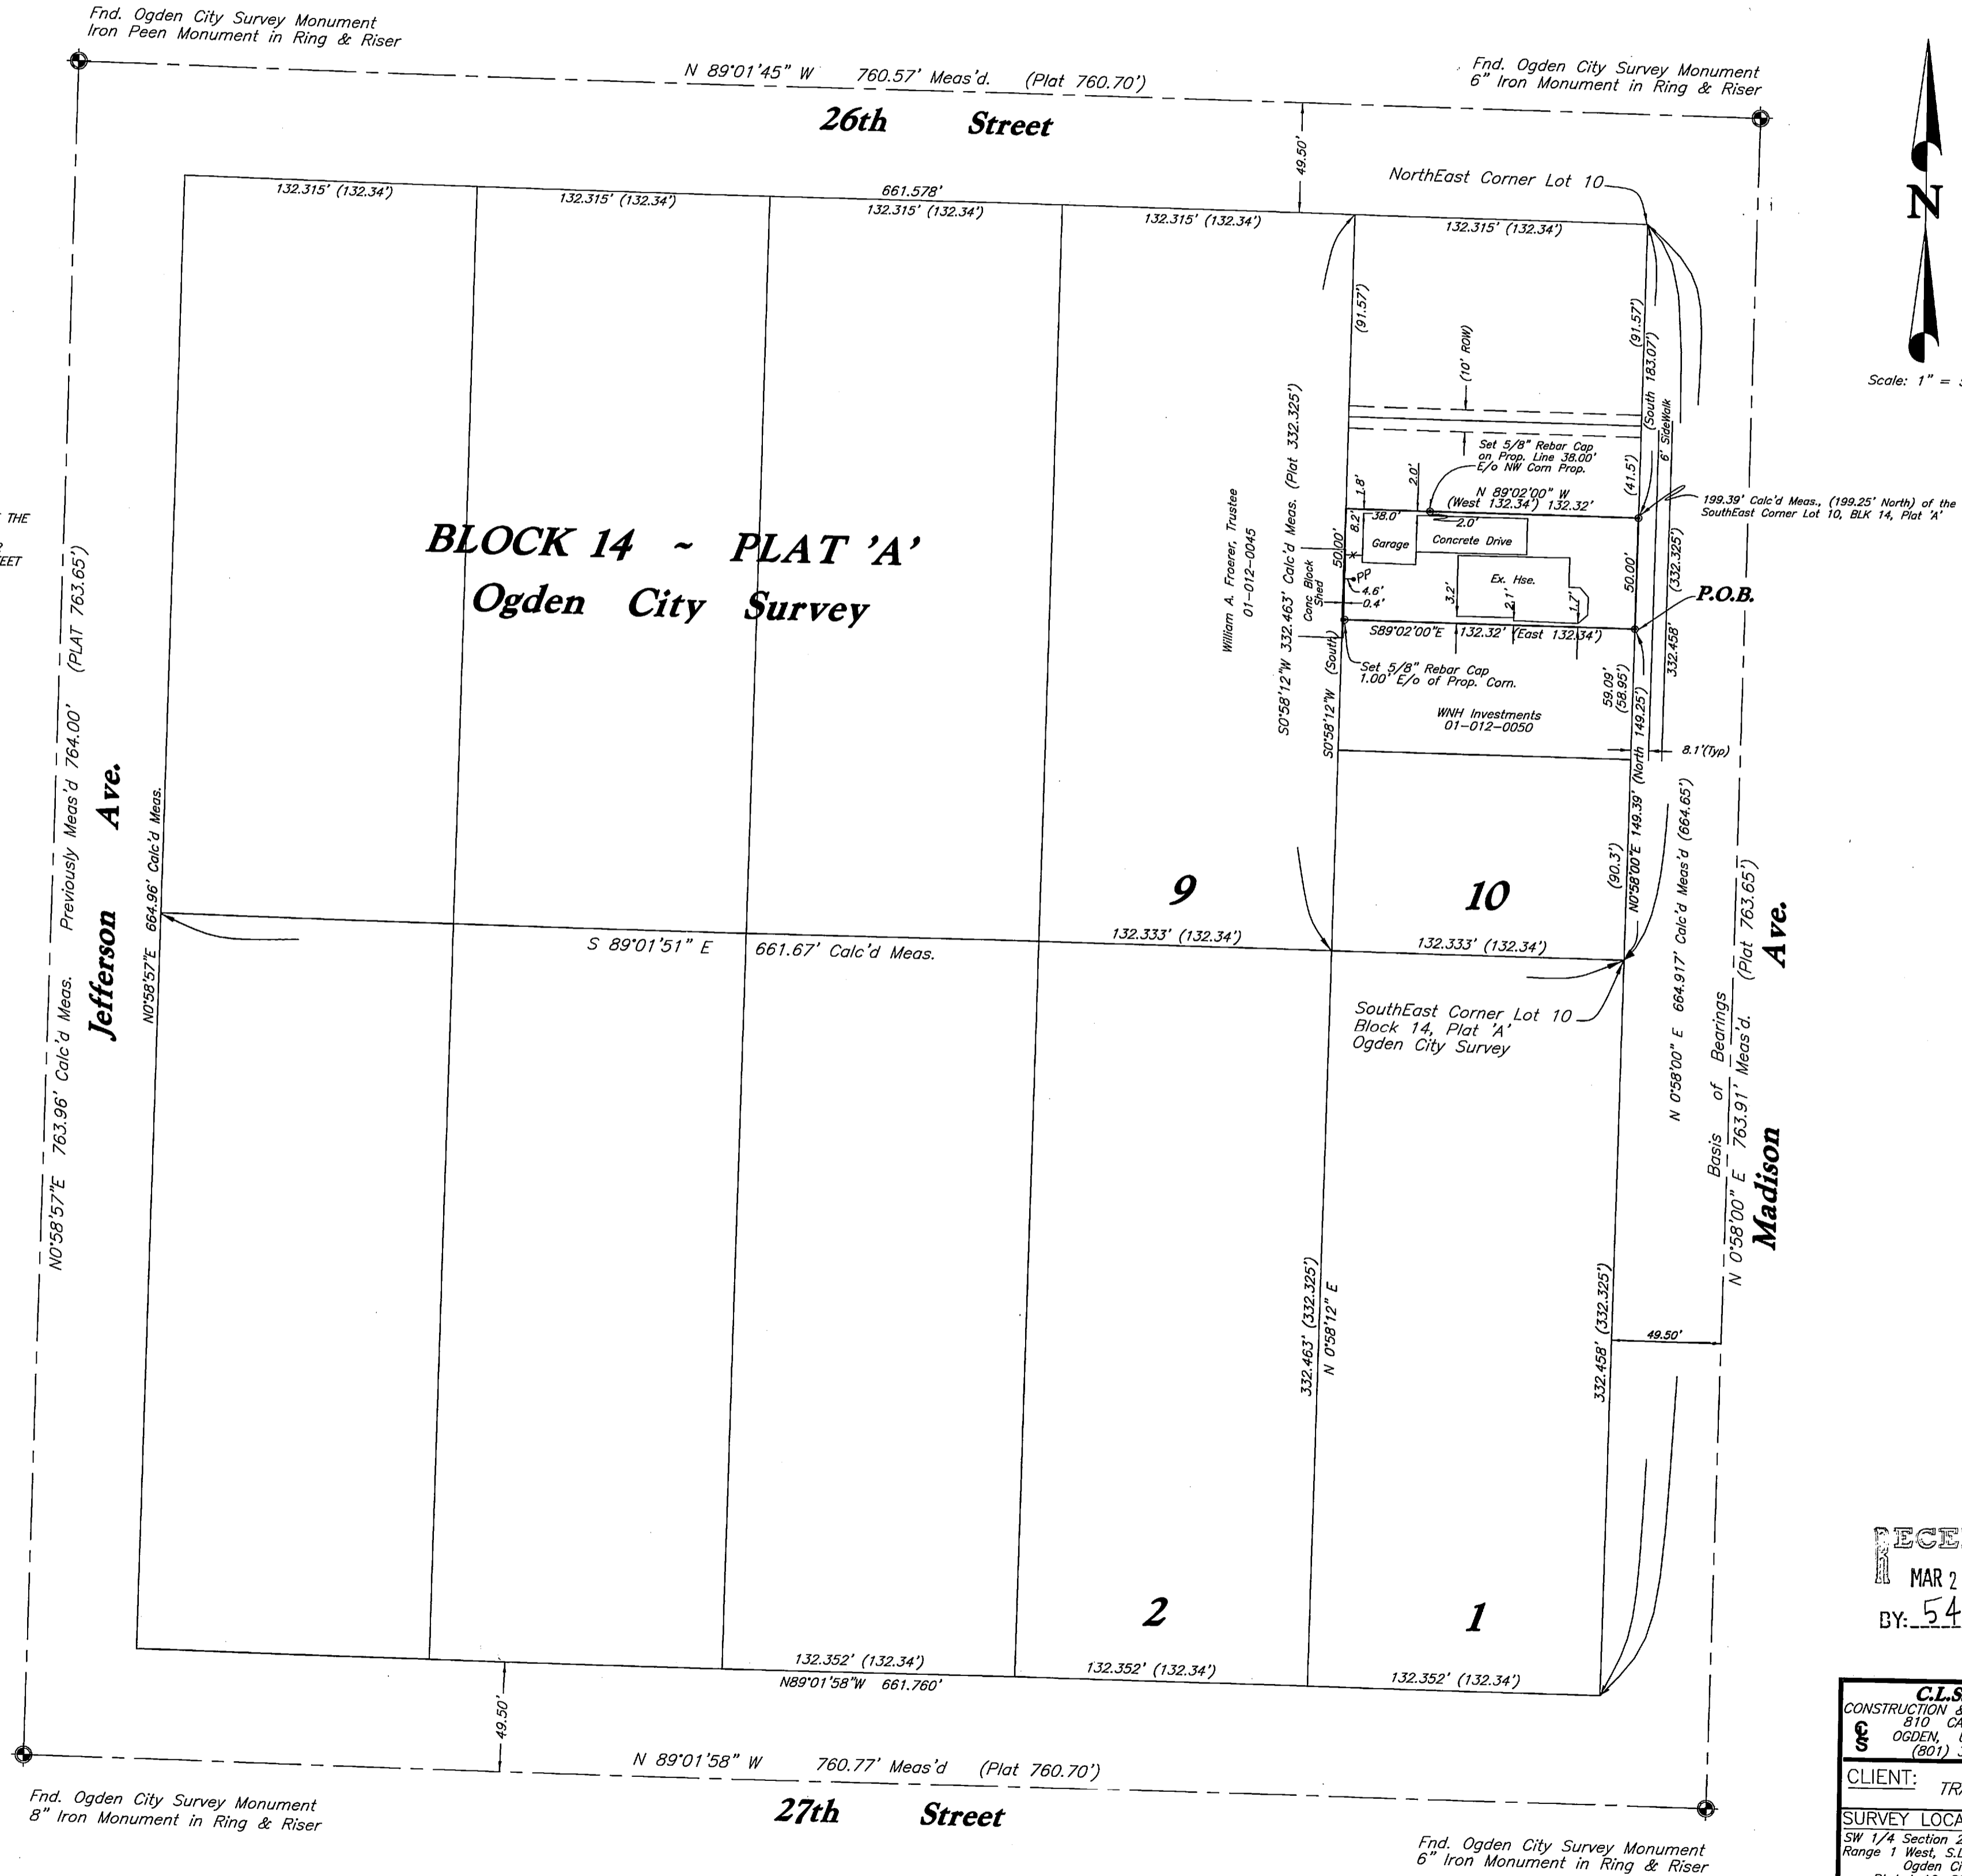 Fnd. Ogden City Survey Monument
Iron Peen Monument in Ring & Riser
N 89°01'45" W 760.57' Meas'd. (Plat 760.70')
Fnd. Ogden City Survey Monument
6" Iron Monument in Ring & Riser
26th Street
49.50'
NorthEast Corner Lot 10
132.315' (132.34')
132.315' (132.34')
661.578'
132.315' (132.34')
132.315' (132.34')
132.315' (132.34')
N
Scale: 1" =
(91.57')
(91.57')
(South 183.07')
6' SideWalk
(10' ROW)
Set 5/8" Rebar Cap
on Prop. Line 38.00'
E/o NW Corn Prop.
N 89°02'00" W
(West 132.34') 132.32'
(41.5')
199.39' Calc'd Meas., (199.25' North) of the
SouthEast Corner Lot 10, BLK 14, Plat 'A'
1.8'
2.0'
8.2'
38.0'
2.0'
Garage
Concrete Drive
Ex. Hse.
50.00'
50.00'
(332.325')
332.458'
P.O.B.
PP
4.6'
0.4'
Conc Block
Shed
3.2'
2.1'
1.7'
S89°02'00"E 132.32' (East 132.34')
Set 5/8" Rebar Cap
1.00' E/o of Prop. Corn.
WNH Investments
01-012-0050
59.09'
(58.95')
8.1'(Typ)
William A. Froerer, Trustee
01-012-0045
S0°58'12"W 332.463' Calc'd Meas. (Plat 332.325')
S0°58'12"W (South)
THE
EET
BLOCK 14 ~ PLAT 'A'
Ogden City Survey
N0°58'57"E 763.96' Calc'd Meas. Previously Meas'd 764.00' (PLAT 763.65')
Jefferson Ave.
N0°58'57"E 664.96' Calc'd Meas.
(90.3')
N0°58'00"E 149.39' (North 149.25')
N 0°58'00" E 664.917' Calc'd Meas'd (664.65')
Basis of Bearings
N 0°58'00" E 763.91' Meas'd. (Plat 763.65')
Madison Ave.
9
10
S 89°01'51" E 661.67' Calc'd Meas.
132.333' (132.34')
132.333' (132.34')
SouthEast Corner Lot 10
Block 14, Plat 'A'
Ogden City Survey
332.463' (332.325')
N 0°58'12" E
332.458' (332.325')
49.50'
2
1
132.352' (132.34')
132.352' (132.34')
132.352' (132.34')
N89°01'58"W 661.760'
49.50'
N 89°01'58" W 760.77' Meas'd (Plat 760.70')
27th Street
Fnd. Ogden City Survey Monument
8" Iron Monument in Ring & Riser
Fnd. Ogden City Survey Monument
6" Iron Monument in Ring & Riser
MAR 2
BY: 54
C.L.S.
CONSTRUCTION &
810 CA
OGDEN,
(801)
CLIENT:
TR
SURVEY LOCA
SW 1/4 Section 2
Range 1 West, S.L
Ogden Ci